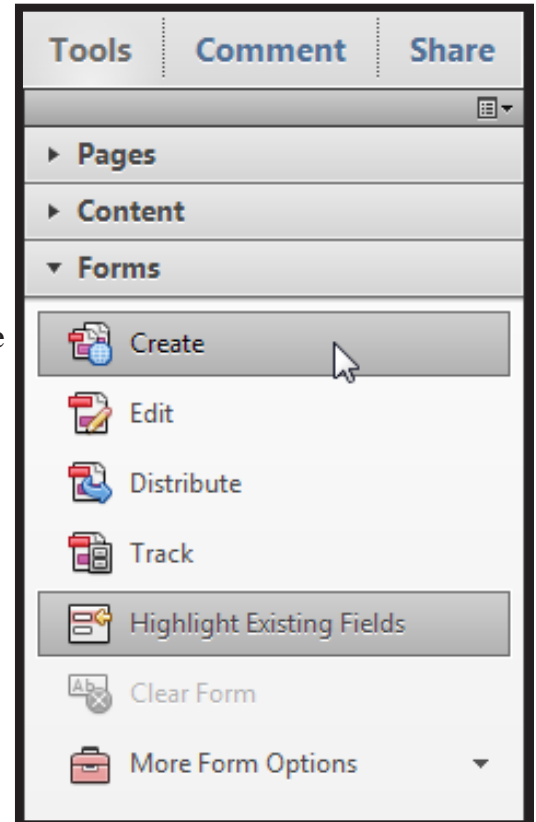 Tools Comment Share
Pages
Content
Forms
e
Create
Edit
Distribute
Track
Highlight Existing Fields
Clear Form
More Form Options